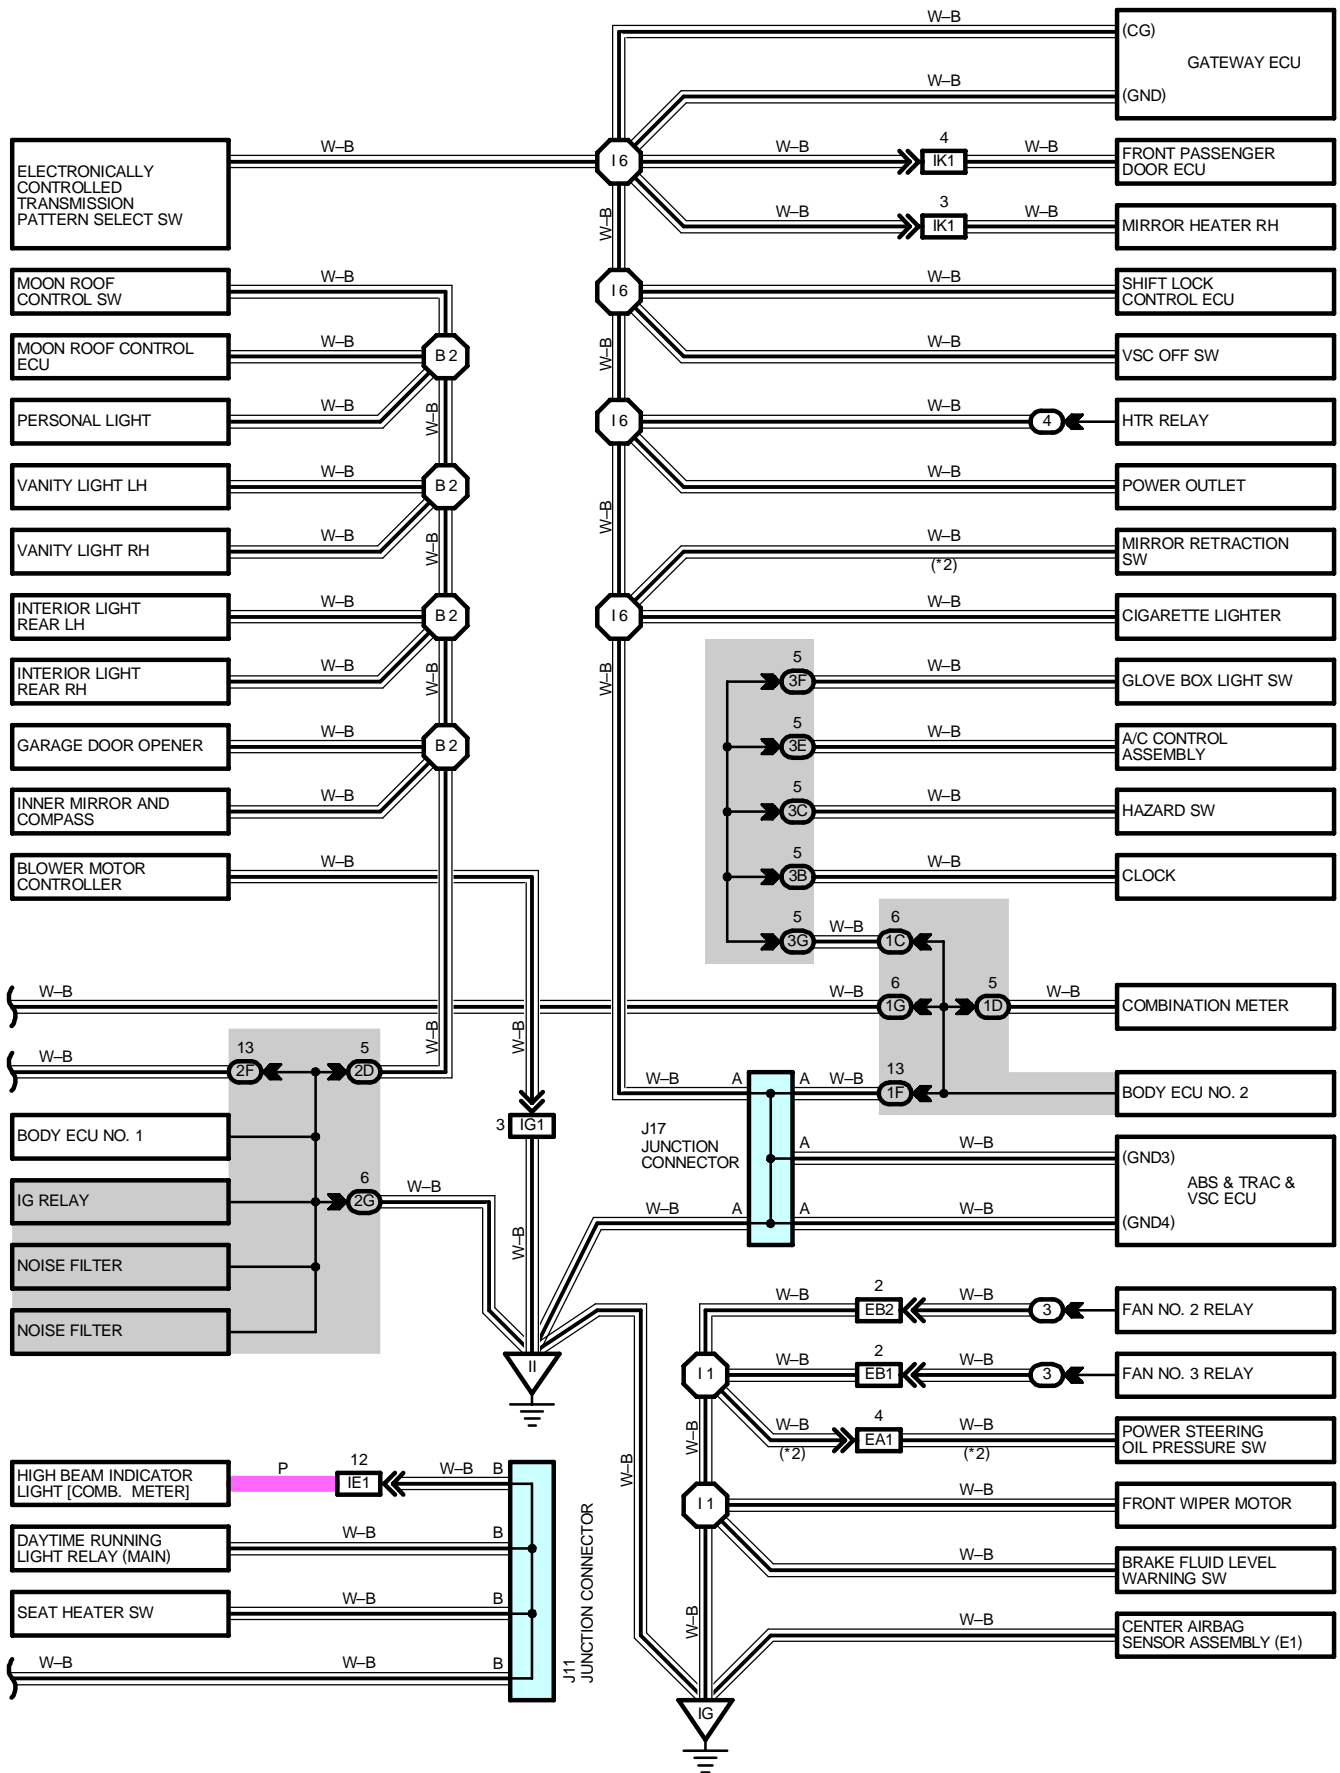 W–B
(CG)
GATEWAY ECU
W–B
(GND)
ELECTRONICALLY
CONTROLLED
TRANSMISSION
PATTERN SELECT SW
W–B
I 6
W–B
4
IK1
W–B
FRONT PASSENGER
DOOR ECU
W–B
W–B
3
IK1
W–B
MIRROR HEATER RH
MOON ROOF
CONTROL SW
W–B
I 6
W–B
SHIFT LOCK
CONTROL ECU
MOON ROOF CONTROL
ECU
W–B
B 2
W–B
W–B
VSC OFF SW
PERSONAL LIGHT
W–B
W–B
I 6
W–B
4
HTR RELAY
VANITY LIGHT LH
W–B
B 2
W–B
W–B
POWER OUTLET
VANITY LIGHT RH
W–B
W–B
W–B
(*2)
MIRROR RETRACTION
SW
INTERIOR LIGHT
REAR LH
W–B
B 2
I 6
W–B
CIGARETTE LIGHTER
INTERIOR LIGHT
REAR RH
W–B
W–B
W–B
5
3F
W–B
GLOVE BOX LIGHT SW
GARAGE DOOR OPENER
W–B
B 2
5
3E
W–B
A/C CONTROL
ASSEMBLY
INNER MIRROR AND
COMPASS
W–B
5
3C
W–B
HAZARD SW
BLOWER MOTOR
CONTROLLER
W–B
5
3B
W–B
CLOCK
5
3G
W–B
6
1C
W–B
W–B
6
1G
5
1D
W–B
COMBINATION METER
W–B
W–B
W–B
13
2F
5
2D
W–B
A
A
W–B
13
1F
BODY ECU NO. 2
BODY ECU NO. 1
3
IG1
J17
JUNCTION
CONNECTOR
A
W–B
(GND3)
ABS & TRAC &
VSC ECU
IG RELAY
6
2G
W–B
W–B
W–B
A
A
W–B
(GND4)
NOISE FILTER
NOISE FILTER
II
W–B
2
EB2
W–B
3
FAN NO. 2 RELAY
I 1
W–B
2
EB1
W–B
3
FAN NO. 3 RELAY
W–B
W–B
W–B
(*2)
4
EA1
W–B
(*2)
POWER STEERING
OIL PRESSURE SW
HIGH BEAM INDICATOR
LIGHT [COMB. METER]
P
12
IE1
W–B
B
I 1
W–B
FRONT WIPER MOTOR
DAYTIME RUNNING
LIGHT RELAY (MAIN)
W–B
B
J11
JUNCTION CONNECTOR
W–B
BRAKE FLUID LEVEL
WARNING SW
SEAT HEATER SW
W–B
B
W–B
W–B
CENTER AIRBAG
SENSOR ASSEMBLY (E1)
W–B
W–B
B
IG